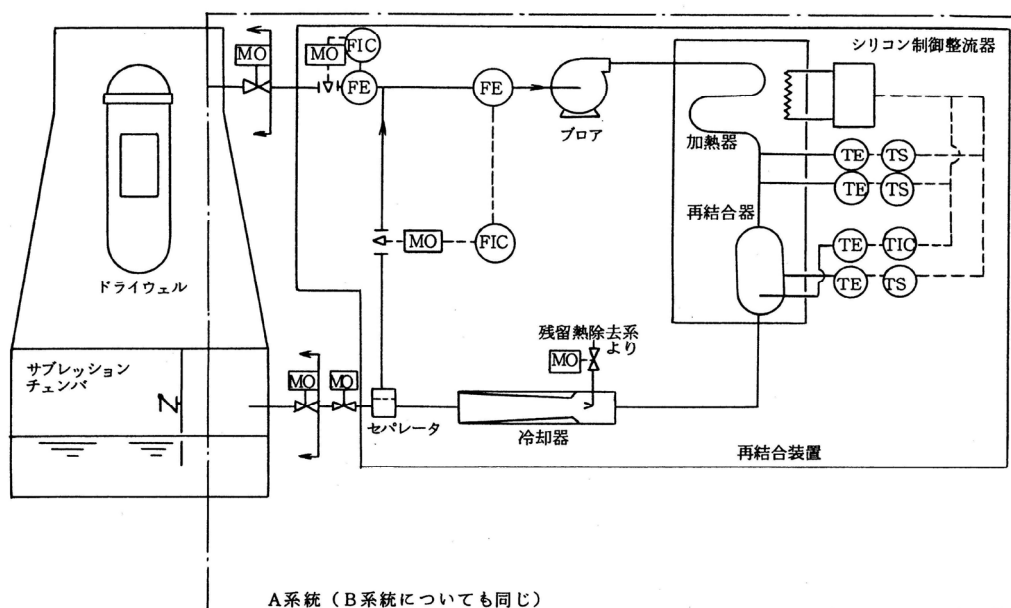 MO
MO
FIC
FE
FE
シリコン制御整流器
ブロア
加熱器
TE
TS
TE
TS
再結合器
MO
FIC
TE
TIC
TE
TS
ドライウェル
残留熱除去系
より
MO
サプレッション
チェンバ
MO
MO
セパレータ
冷却器
再結合装置
A系統(B系統についても同じ)